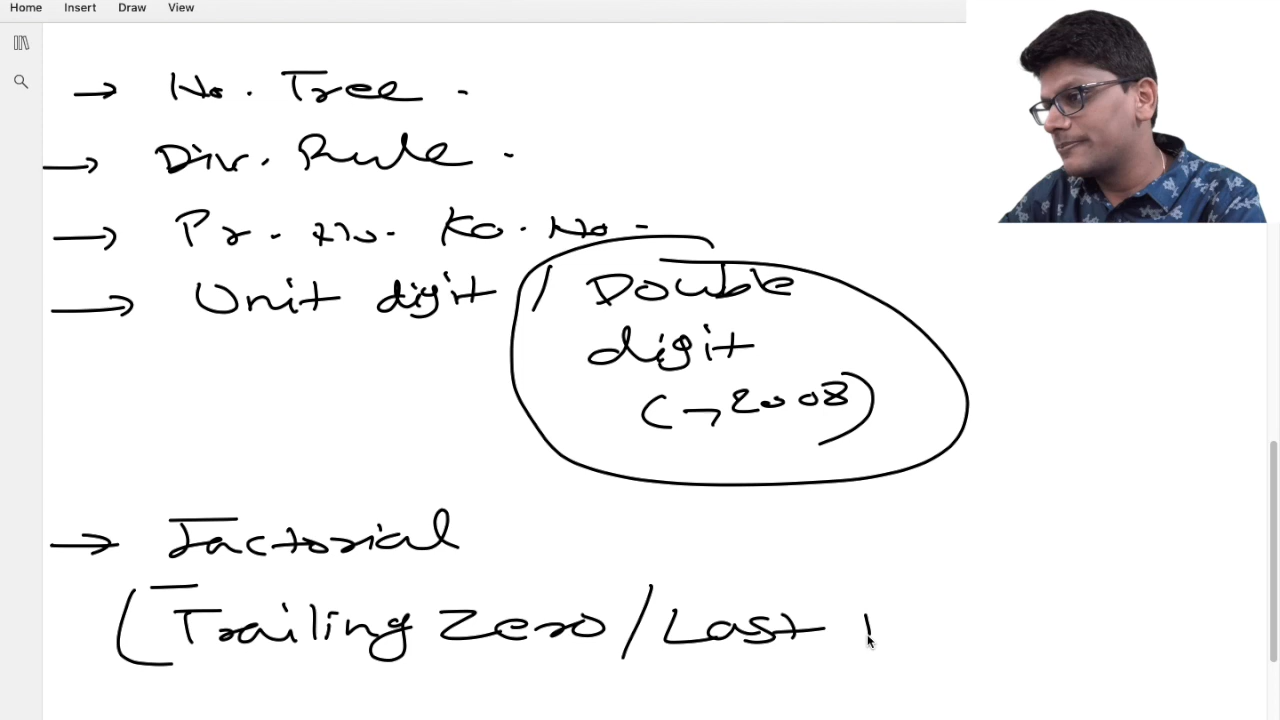 Home Insert Draw View
→ No. Tree.
→ Div. Rule.
→ Pr. no. Ka. No.
→ Unit digit / Double
digit
(→ 2008)
→ Factorial
(Trailing Zero / Last